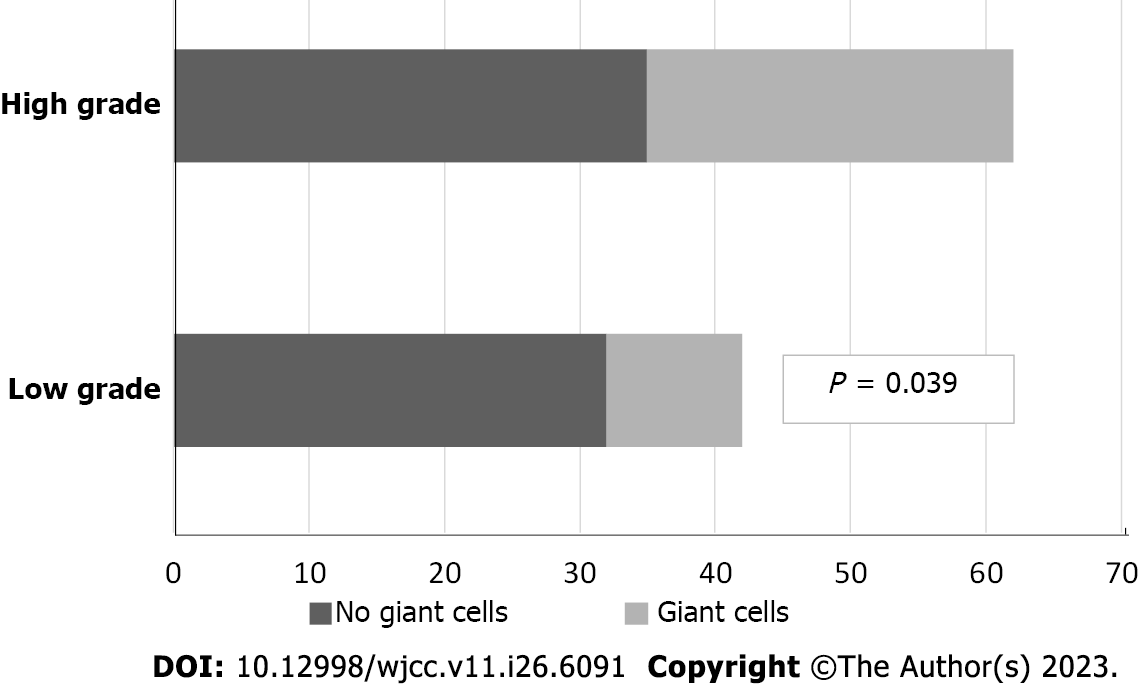 High grade
Low grade
P = 0.039
0 10 20 30 40 50 60 70
No giant cells Giant cells
DOI: 10.12998/wjcc.v11.i26.6091 Copyright ©The Author(s) 2023.